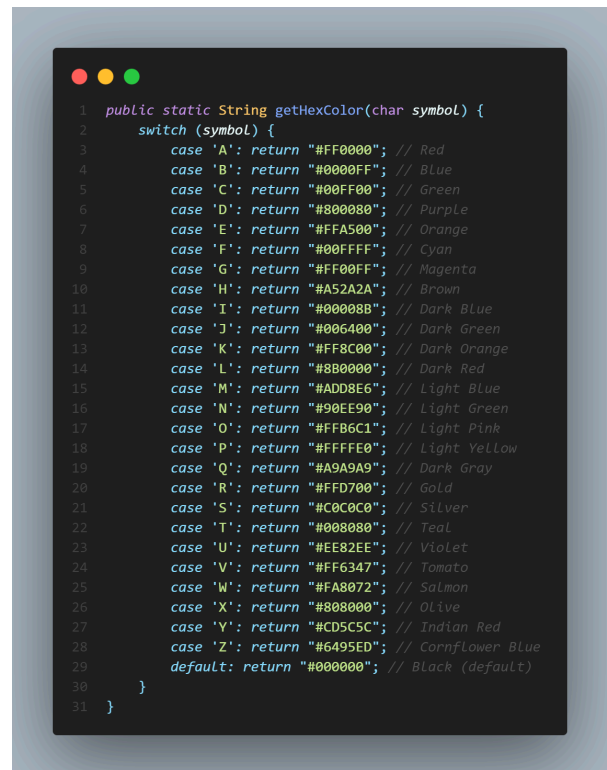 1 public static String getHexColor(char symbol) {
2 switch (symbol) {
3 case 'A': return "#FF0000"; // Red
4 case 'B': return "#0000FF"; // Blue
5 case 'C': return "#00FF00"; // Green
6 case 'D': return "#800080"; // Purple
7 case 'E': return "#FFA500"; // Orange
8 case 'F': return "#00FFFF"; // Cyan
9 case 'G': return "#FF00FF"; // Magenta
10 case 'H': return "#A52A2A"; // Brown
11 case 'I': return "#00008B"; // Dark Blue
12 case 'J': return "#006400"; // Dark Green
13 case 'K': return "#FF8C00"; // Dark Orange
14 case 'L': return "#8B0000"; // Dark Red
15 case 'M': return "#ADD8E6"; // Light Blue
16 case 'N': return "#90EE90"; // Light Green
17 case 'O': return "#FFB6C1"; // Light Pink
18 case 'P': return "#FFFFE0"; // Light Yellow
19 case 'Q': return "#A9A9A9"; // Dark Gray
20 case 'R': return "#FFD700"; // Gold
21 case 'S': return "#C0C0C0"; // Silver
22 case 'T': return "#008080"; // Teal
23 case 'U': return "#EE82EE"; // Violet
24 case 'V': return "#FF6347"; // Tomato
25 case 'W': return "#FA8072"; // Salmon
26 case 'X': return "#808000"; // Olive
27 case 'Y': return "#CD5C5C"; // Indian Red
28 case 'Z': return "#6495ED"; // Cornflower Blue
29 default: return "#000000"; // Black (default)
30 }
31 }